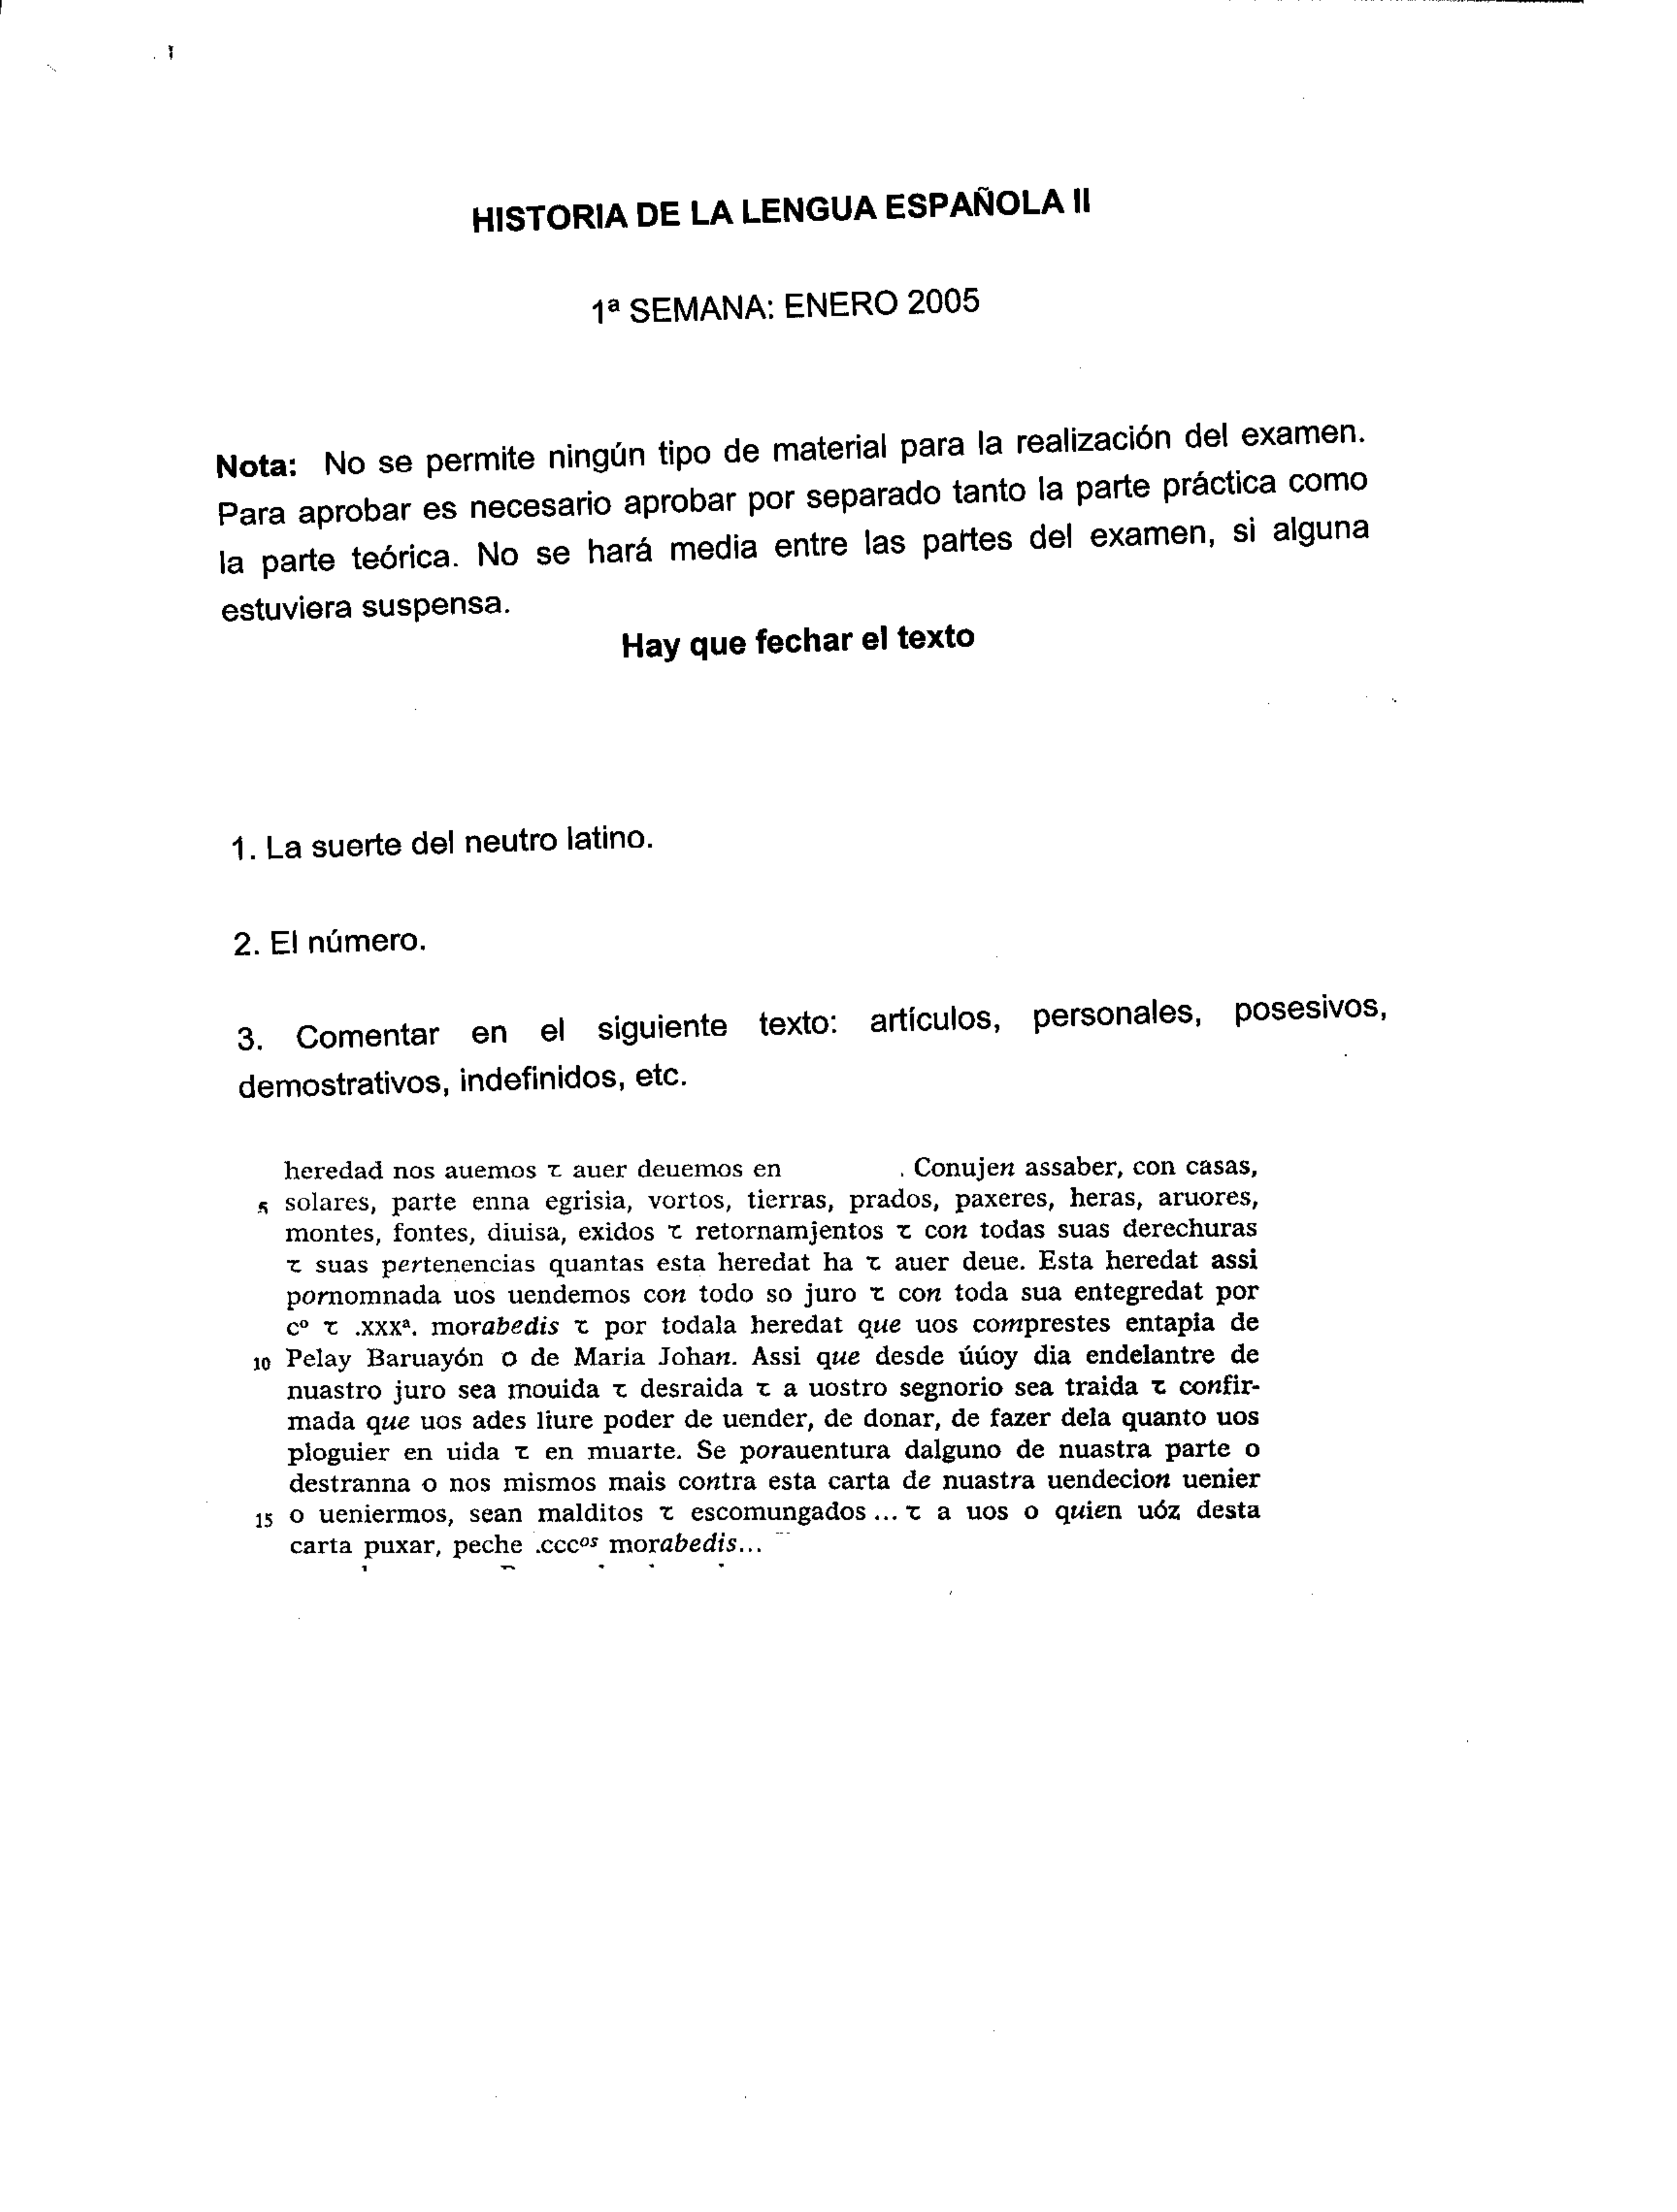 HISTORIA DE LA LENGUA ESPAÑOLA II
1ª SEMANA: ENERO 2005
Nota: No se permite ningún tipo de material para la realización del examen.
Para aprobar es necesario aprobar por separado tanto la parte práctica como
la parte teórica. No se hará media entre las partes del examen, si alguna
estuviera suspensa.
Hay que fechar el texto
1. La suerte del neutro latino.
2. El número.
3. Comentar en el siguiente texto: artículos, personales, posesivos,
demostrativos, indefinidos, etc.
heredad nos auemos τ auer deuemos en . Conujen assaber, con casas,
5 solares, parte enna egrisia, vortos, tierras, prados, paxeres, heras, aruores,
montes, fontes, diuisa, exidos τ retornamjentos τ con todas suas derechuras
τ suas pertenencias quantas esta heredat ha τ auer deue. Esta heredat assi
pornomnada uos uendemos con todo so juro τ con toda sua entegredat por
cº τ .xxxª. morabedis τ por todala heredat que uos comprestes entapia de
10 Pelay Baruayón o de Maria Johan. Assi que desde úúoy dia endelantre de
nuastro juro sea mouida τ desraida τ a uostro segnorio sea traida τ confir-
mada que uos ades liure poder de uender, de donar, de fazer dela quanto uos
ploguier en uida τ en muarte. Se porauentura dalguno de nuastra parte o
destranna o nos mismos mais contra esta carta de nuastra uendecion uenier
15 o ueniermos, sean malditos τ escomungados ... τ a uos o quien uóz desta
carta puxar, peche .cccos morabedis...